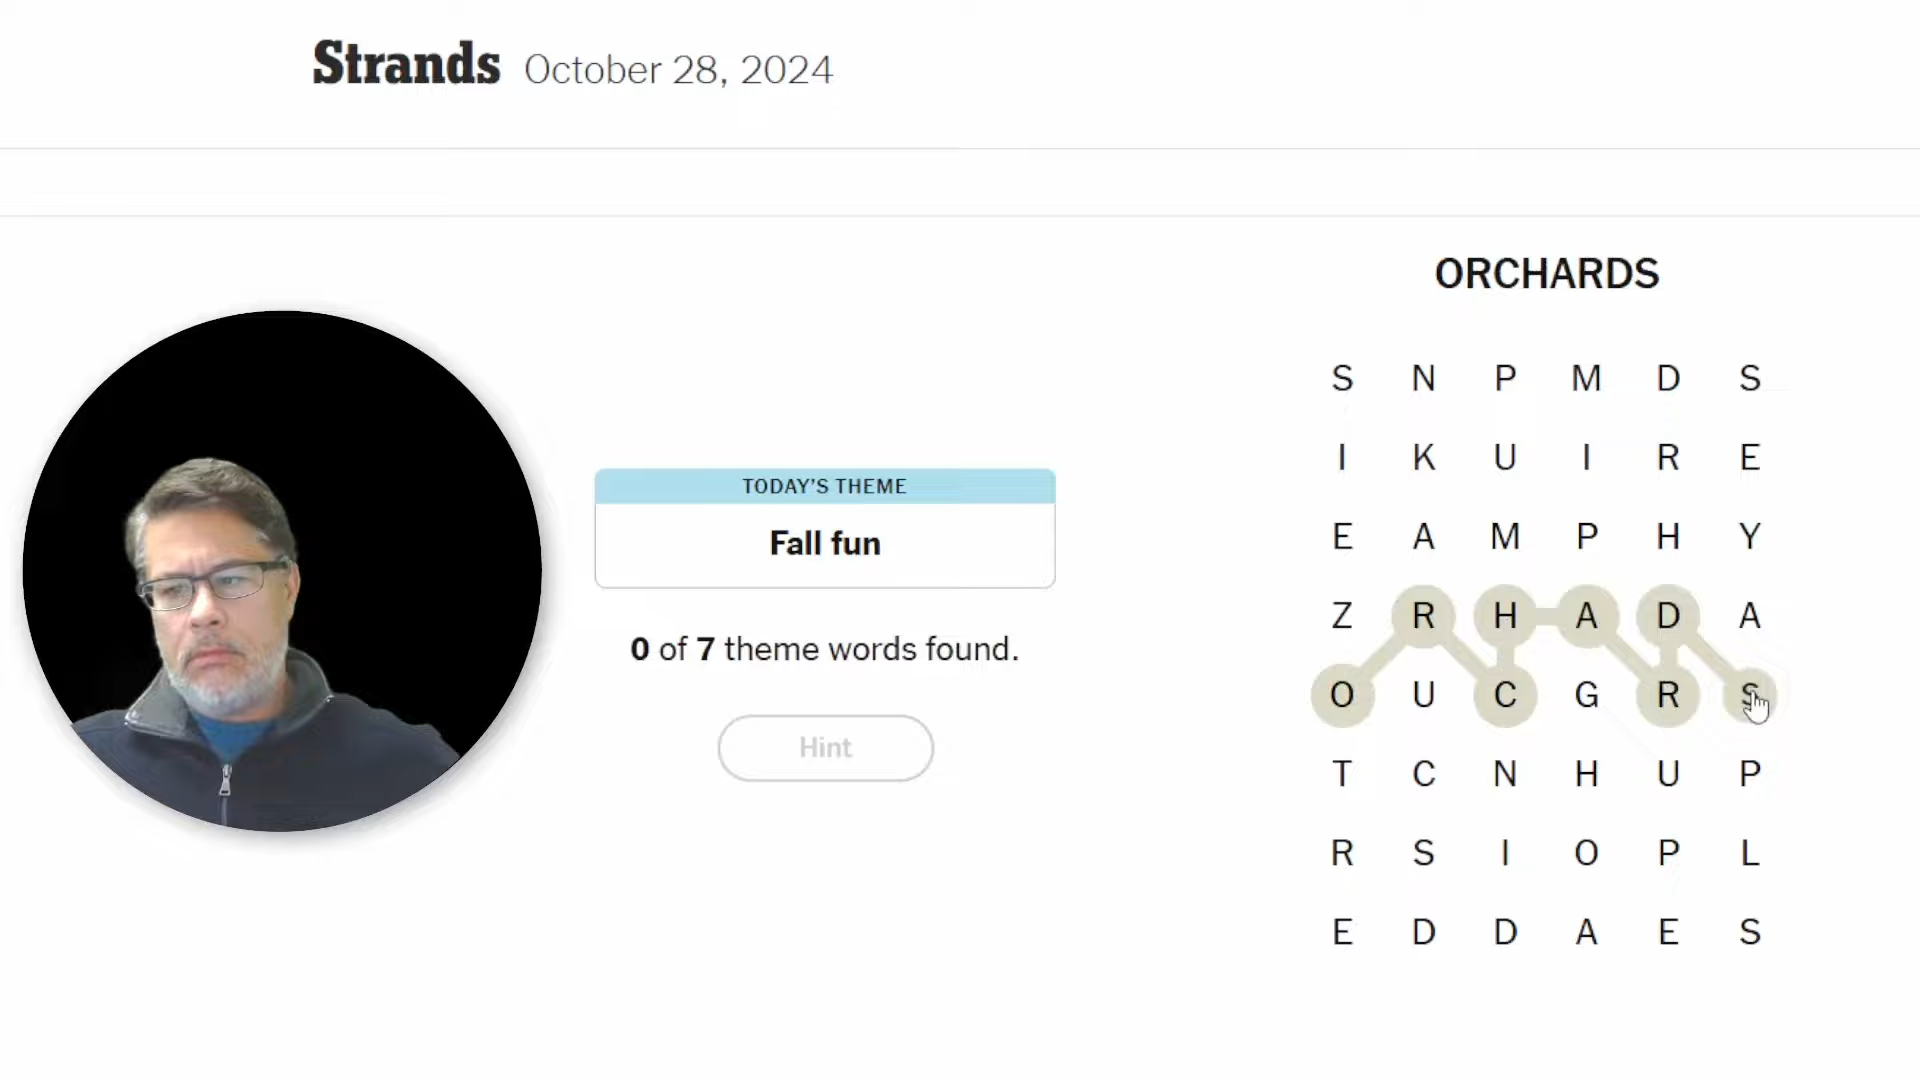 Strands October 28, 2024
ORCHARDS
TODAY'S THEME
Fall fun
0 of 7 theme words found.
Hint
S N P M D S
I K U I R E
E A M P H Y
Z R H A D A
O U C G R S
T C N H U P
R S I O P L
E D D A E S